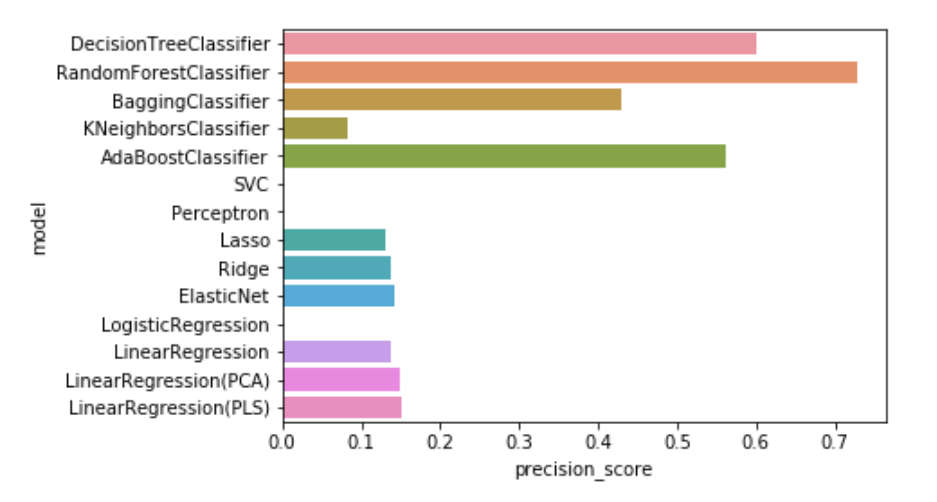 DecisionTreeClassifier
RandomForestClassifier
BaggingClassifier
KNeighborsClassifier
AdaBoostClassifier
SVC
Perceptron
Lasso
Ridge
ElasticNet
LogisticRegression
LinearRegression
LinearRegression(PCA)
LinearRegression(PLS)
model
0.0 0.1 0.2 0.3 0.4 0.5 0.6 0.7
precision_score